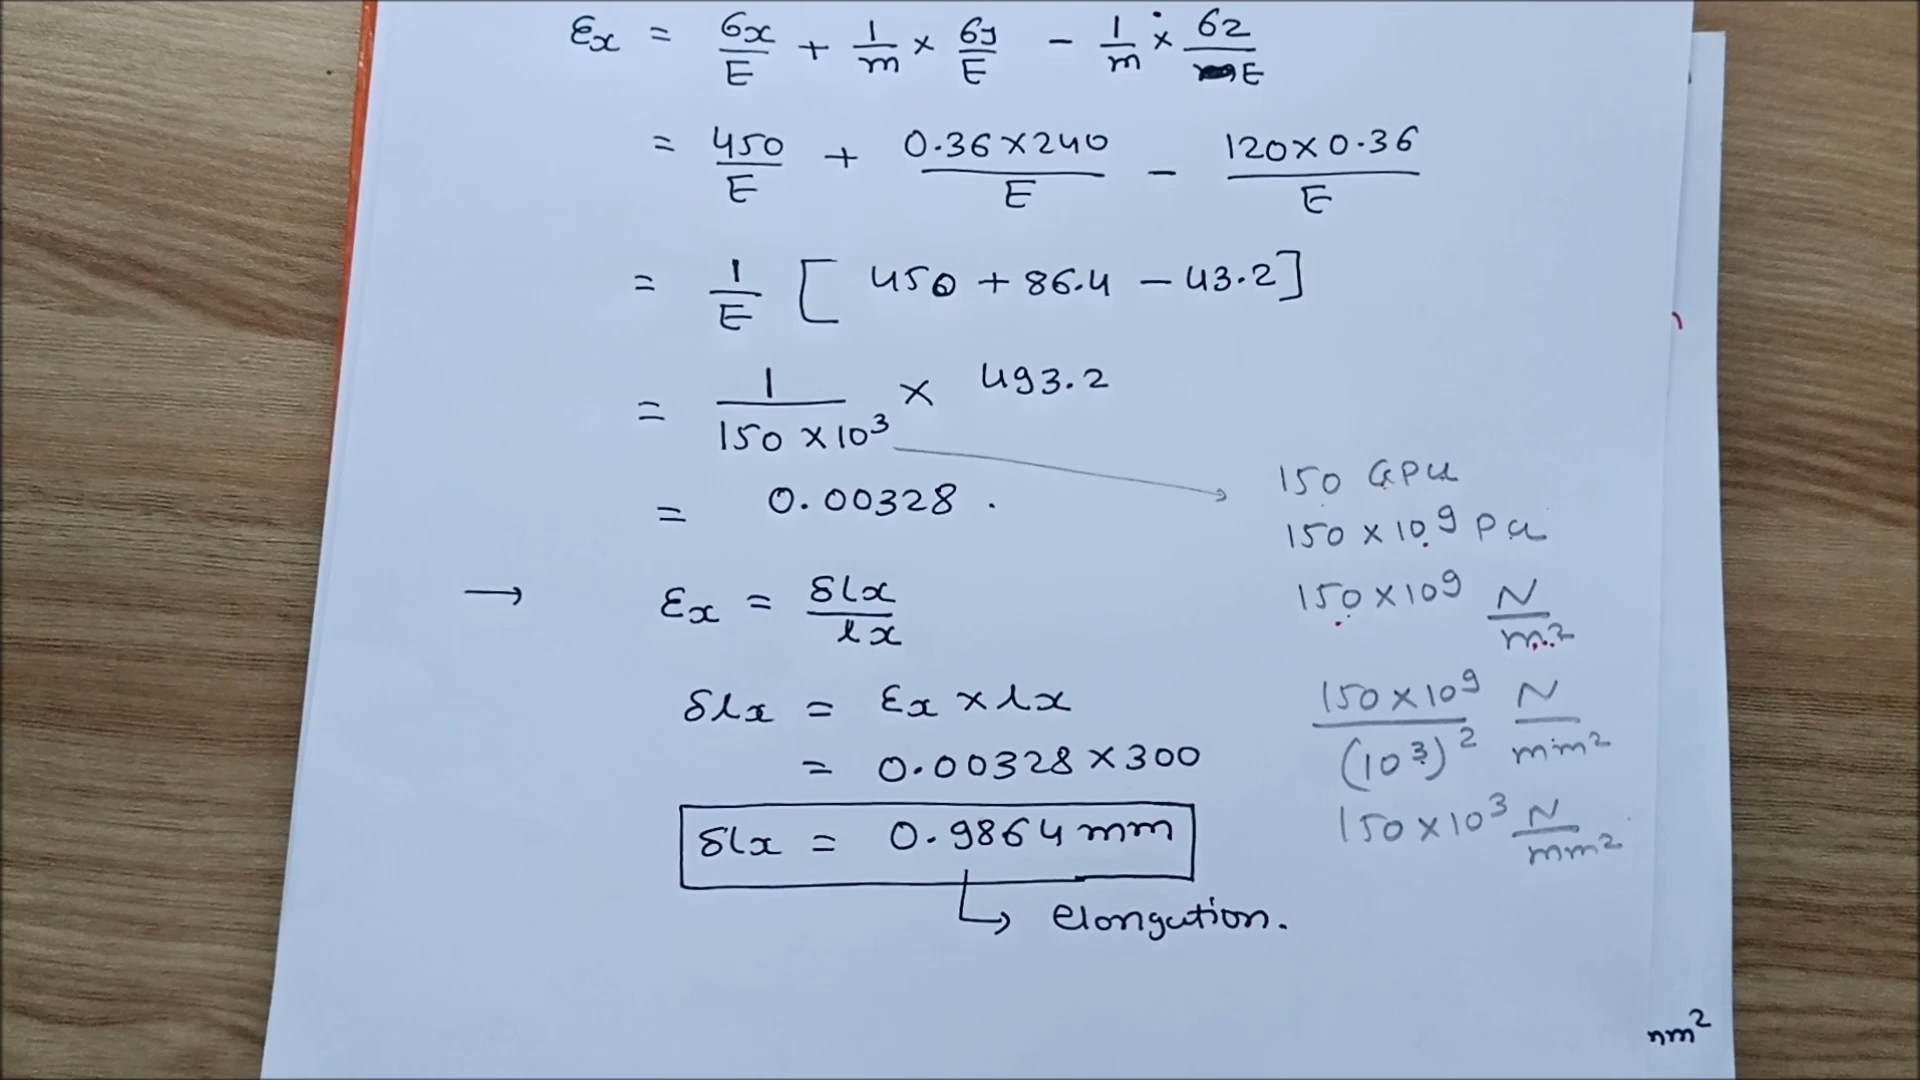 εx = σx/E + 1/m × σy/E - 1/m × σz/E
= 450/E + 0.36×240/E - 120×0.36/E
= 1/E [ 450 + 86.4 - 43.2]
= 1/150×10³ × 493.2
= 0.00328 .
→ εx = δlx/lx
δlx = εx × lx
= 0.00328×300
δlx = 0.9864 mm
↳ elongation.
150 GPa
150×10⁹ Pa
150×10⁹ N/m²
150×10⁹/(10³)² N/mm²
150×10³ N/mm²
nm²